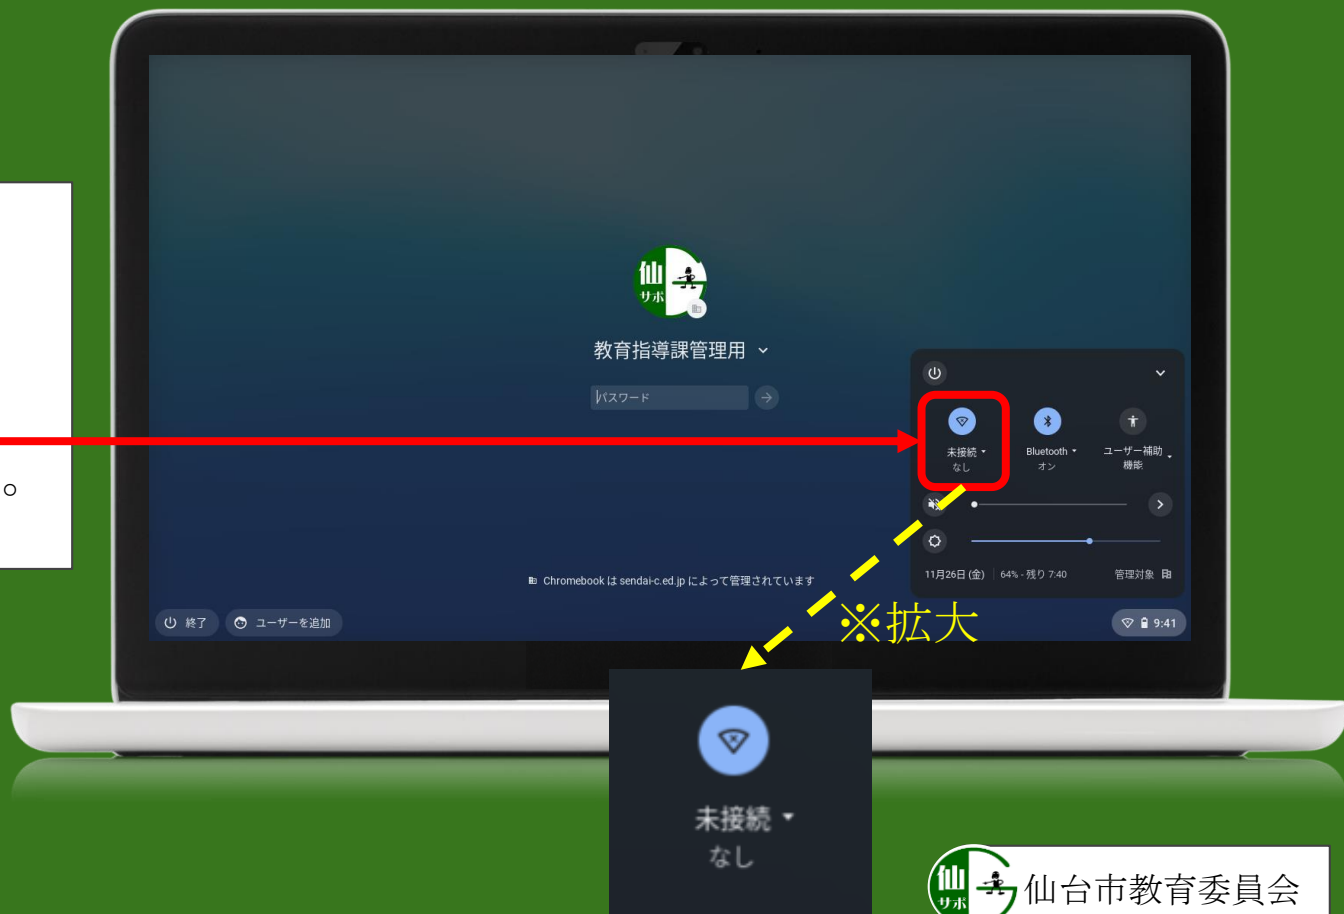 。
仙
サポ
教育指導課管理用
パスワード
未接続
なし
Bluetooth
オン
ユーザー補助
機能
11月26日 (金) 64% - 残り 7:40 管理対象
Chromebook は sendai-c.ed.jp によって管理されています
終了 ユーザーを追加
9:41
※拡大
未接続
なし
仙
サポ
仙台市教育委員会